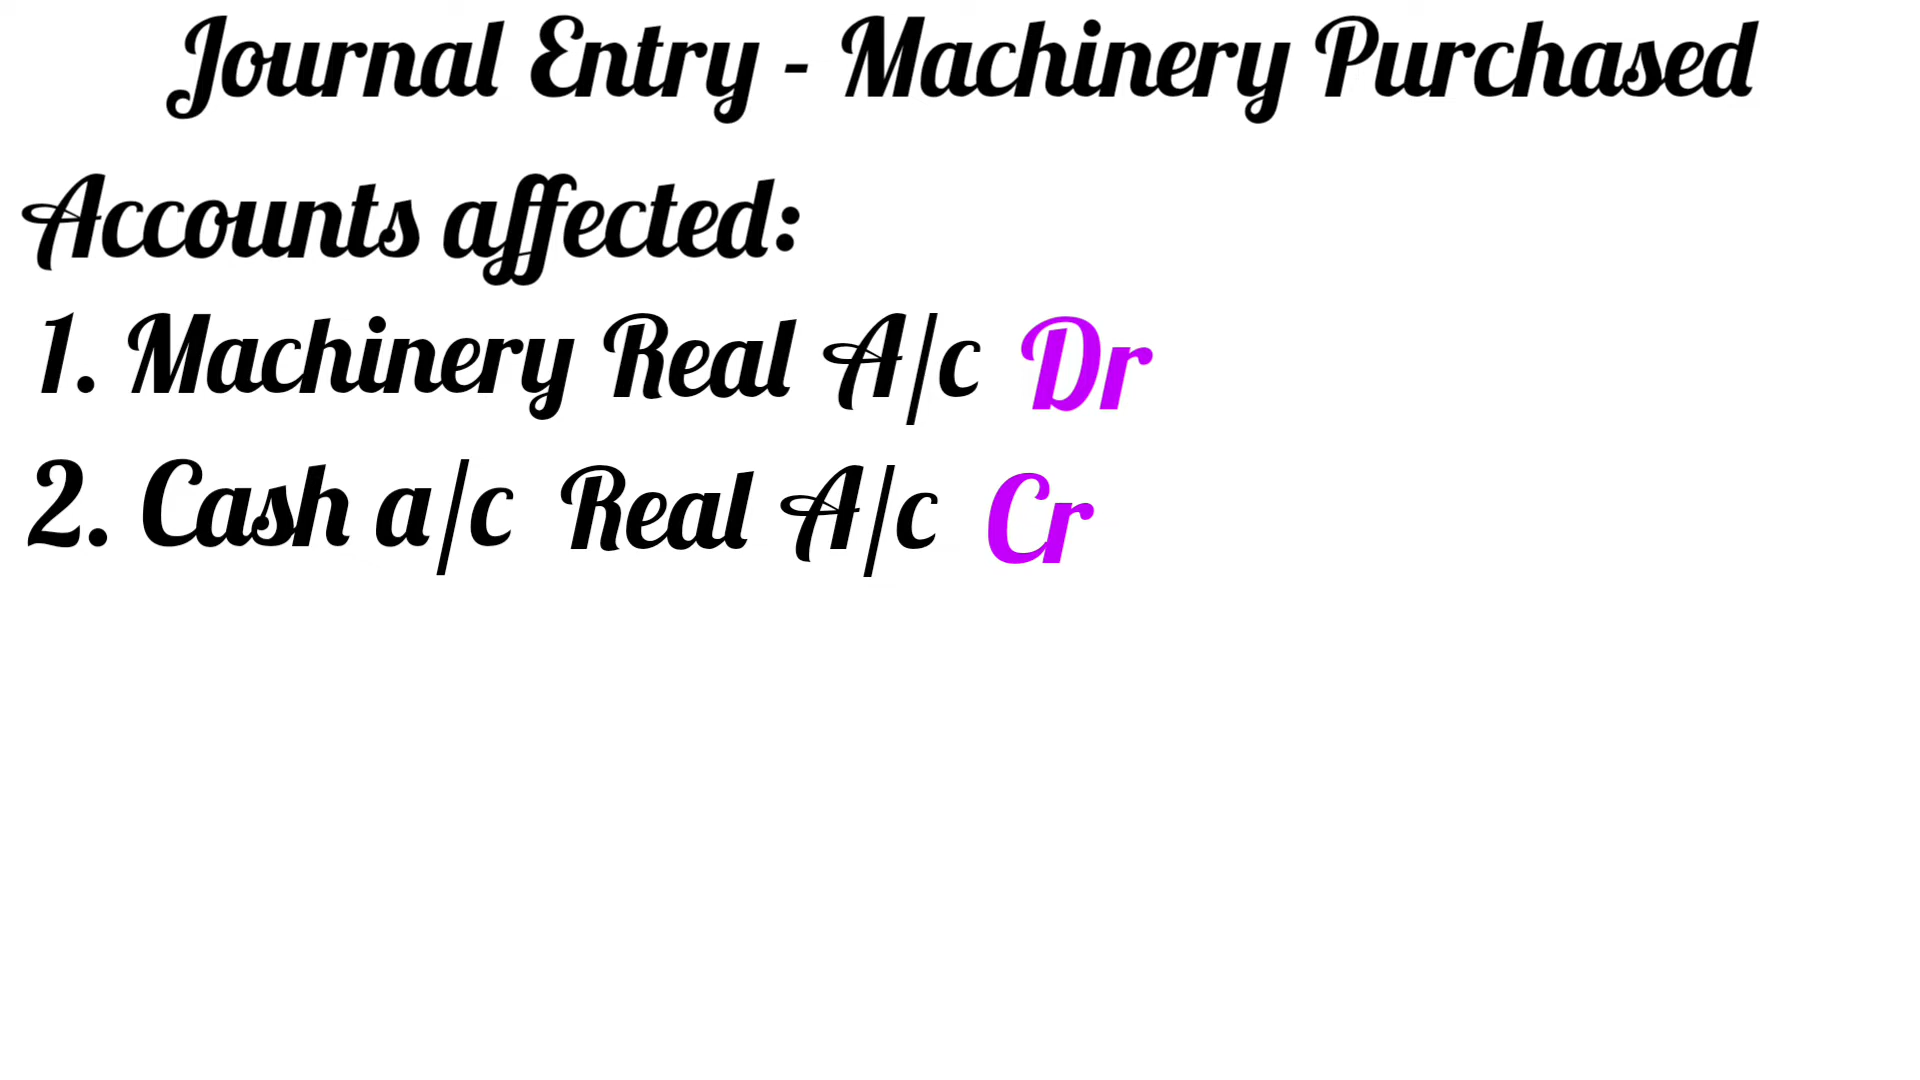 Journal Entry - Machinery Purchased
Accounts affected:
1. Machinery Real A/c Dr
2. Cash a/c Real A/c Cr